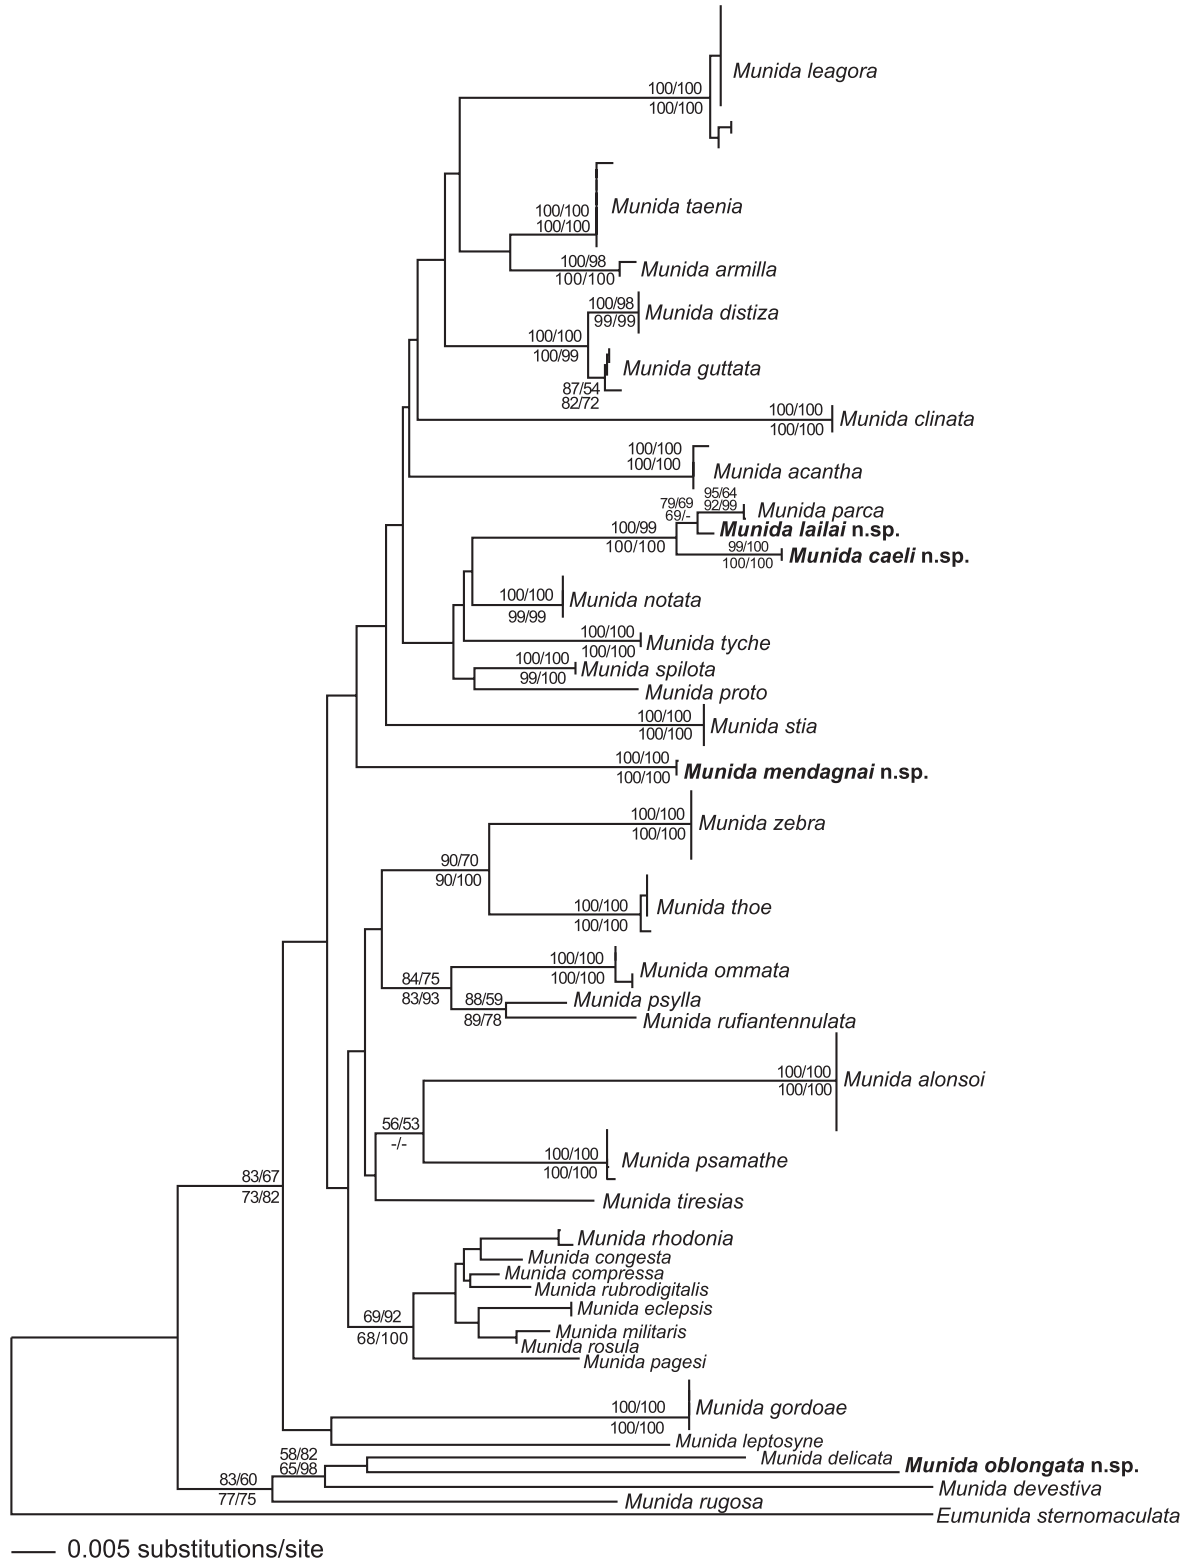 Munida leagora
100/100
100/100
Munida taenia
100/100
100/100
Munida armilla
100/98
100/100
Munida distiza
100/98
99/99
100/100
100/99
Munida guttata
87/54
82/72
Munida clinata
100/100
100/100
Munida acantha
100/100
100/100
95/64
92/99
Munida parca
79/69
69/-
Munida lailai n.sp.
100/99
100/100
99/100
100/100
Munida caeli n.sp.
Munida notata
100/100
99/99
Munida tyche
100/100
100/100
Munida spilota
100/100
99/100
Munida proto
Munida stia
100/100
100/100
Munida mendagnai n.sp.
100/100
100/100
Munida zebra
100/100
100/100
90/70
90/100
Munida thoe
100/100
100/100
Munida ommata
100/100
100/100
84/75
83/93
Munida psylla
88/59
89/78
Munida rufiantennulata
Munida alonsoi
100/100
100/100
56/53
-/-
Munida psamathe
100/100
100/100
83/67
73/82
Munida tiresias
Munida rhodonia
Munida congesta
Munida compressa
Munida rubrodigitalis
Munida eclepsis
69/92
68/100
Munida militaris
Munida rosula
Munida pagesi
Munida gordoae
100/100
100/100
Munida leptosyne
58/82
65/98
Munida delicata
Munida oblongata n.sp.
83/60
77/75
Munida devestiva
Munida rugosa
Eumunida sternomaculata
0.005 substitutions/site